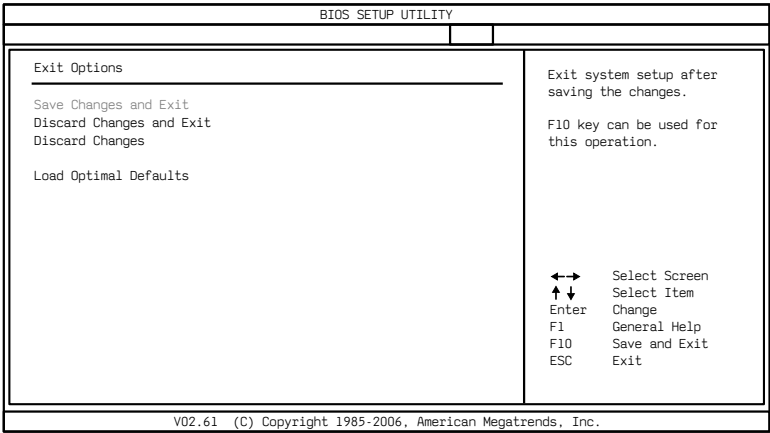 BIOS SETUP UTILITY
Exit Options
Save Changes and Exit
Discard Changes and Exit
Discard Changes
Load Optimal Defaults
Exit system setup after
saving the changes.
F10 key can be used for
this operation.
←→ Select Screen
↑↓ Select Item
Enter Change
F1 General Help
F10 Save and Exit
ESC Exit
V02.61 (C) Copyright 1985-2006, American Megatrends, Inc.